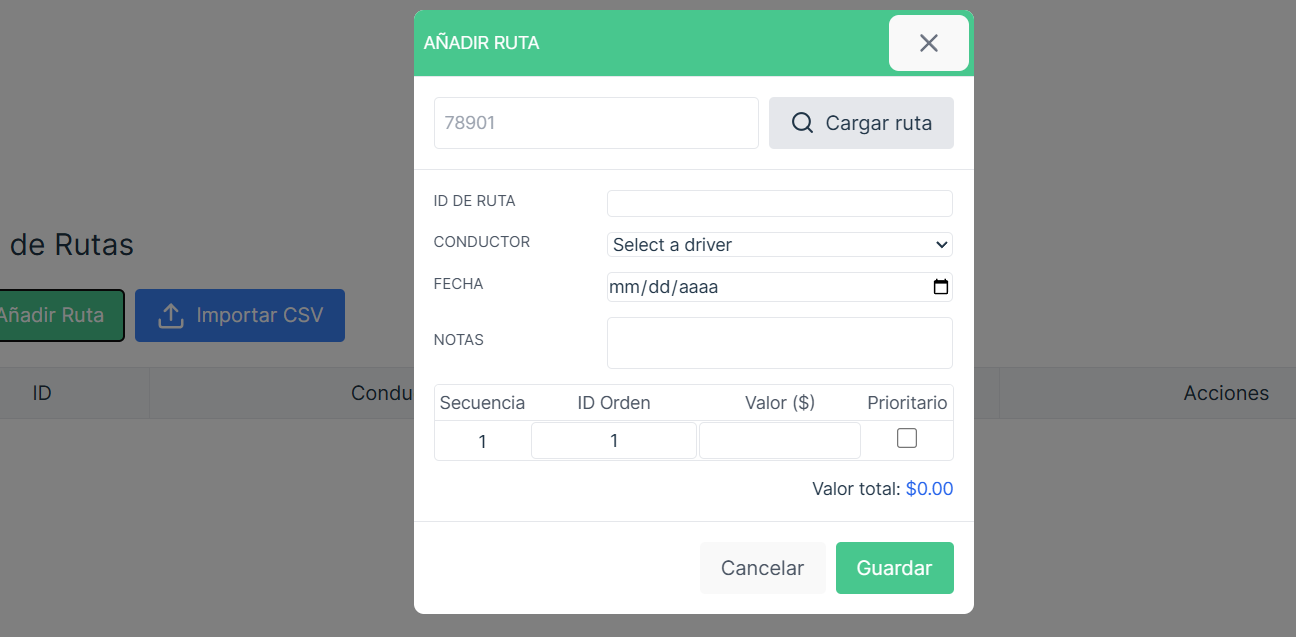 AÑADIR RUTA
78901
Cargar ruta
ID DE RUTA
CONDUCTOR
Select a driver
FECHA
mm/dd/aaaa
NOTAS
Secuencia ID Orden Valor ($) Prioritario
1 1
Valor total: $0.00
Cancelar Guardar
de Rutas
Añadir Ruta Importar CSV
ID Condu Acciones